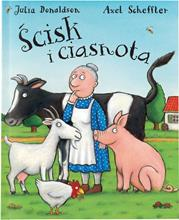 Julia Donaldson Axel Scheffler
Ścisk
i ciasnota